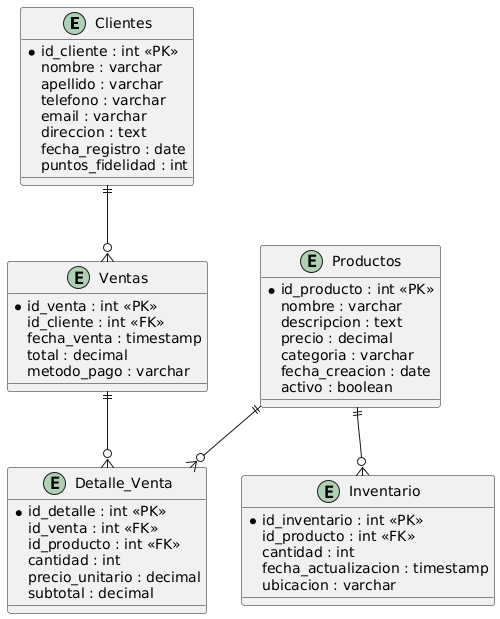 E Clientes
id_cliente : int «PK»
nombre : varchar
apellido : varchar
telefono : varchar
email : varchar
direccion : text
fecha_registro : date
puntos_fidelidad : int
E Ventas
id_venta : int «PK»
id_cliente : int «FK»
fecha_venta : timestamp
total : decimal
metodo_pago : varchar
E Productos
id_producto : int «PK»
nombre : varchar
descripcion : text
precio : decimal
categoria : varchar
fecha_creacion : date
activo : boolean
E Detalle_Venta
id_detalle : int «PK»
id_venta : int «FK»
id_producto : int «FK»
cantidad : int
precio_unitario : decimal
subtotal : decimal
E Inventario
id_inventario : int «PK»
id_producto : int «FK»
cantidad : int
fecha_actualizacion : timestamp
ubicacion : varchar